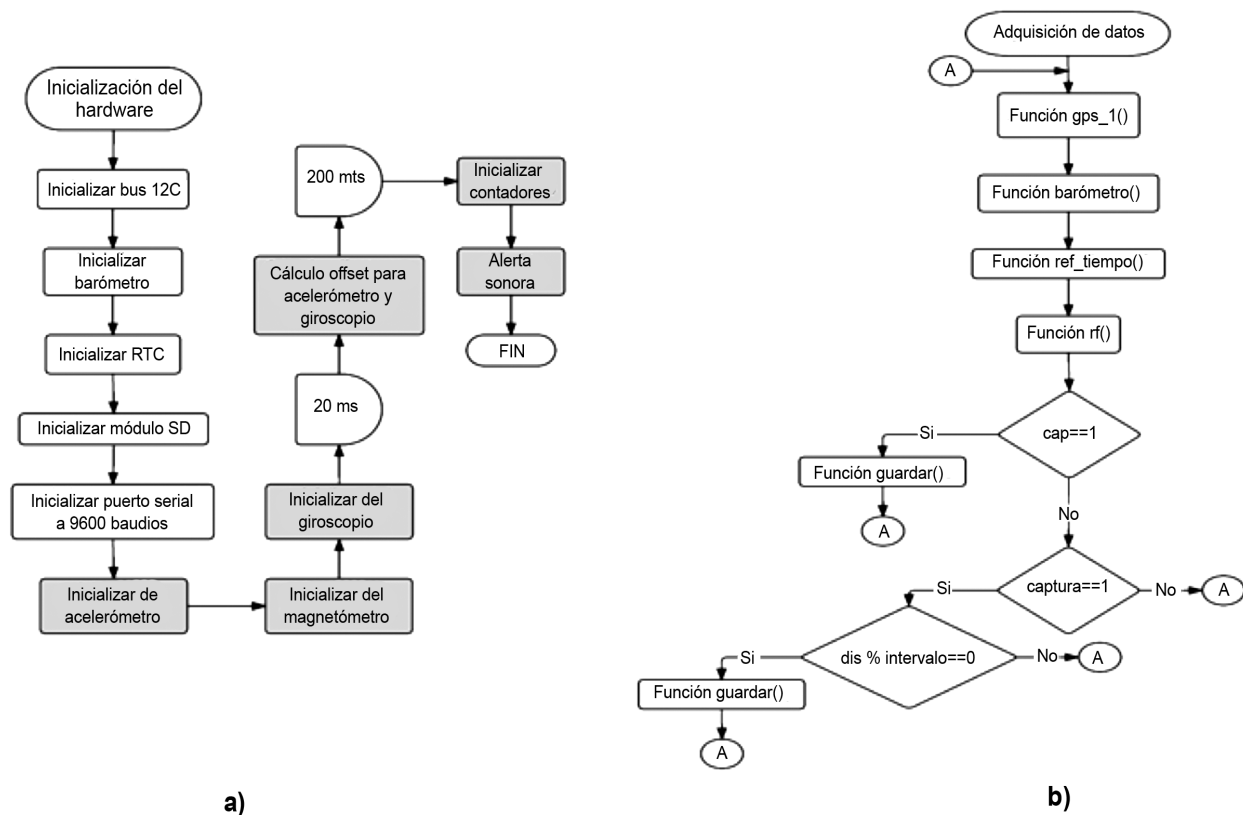 Inicialización del
hardware
Inicializar bus 12C
Inicializar
barómetro
Inicializar RTC
Inicializar módulo SD
Inicializar puerto serial
a 9600 baudios
Inicializar de
acelerómetro
Inicializar del
magnetómetro
Inicializar del
giroscopio
20 ms
Cálculo offset para
acelerómetro y
giroscopio
200 mts
Inicializar
contadores
Alerta
sonora
FIN
a)
Adquisición de datos
A
Función gps_1()
Función barómetro()
Función ref_tiempo()
Función rf()
cap==1
Si
Función guardar()
A
No
captura==1
No
A
Si
dis % intervalo==0
No
A
Si
Función guardar()
A
b)